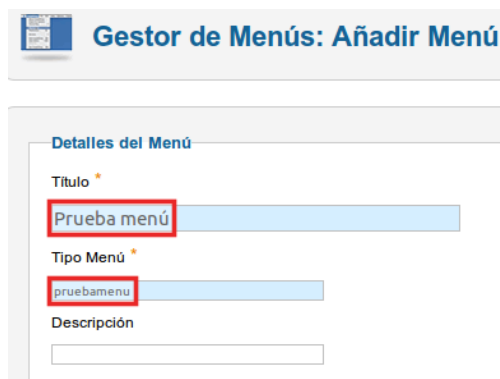 Gestor de Menús: Añadir Menú
Detalles del Menú
Título *
Prueba menú
Tipo Menú *
pruebamenu
Descripción